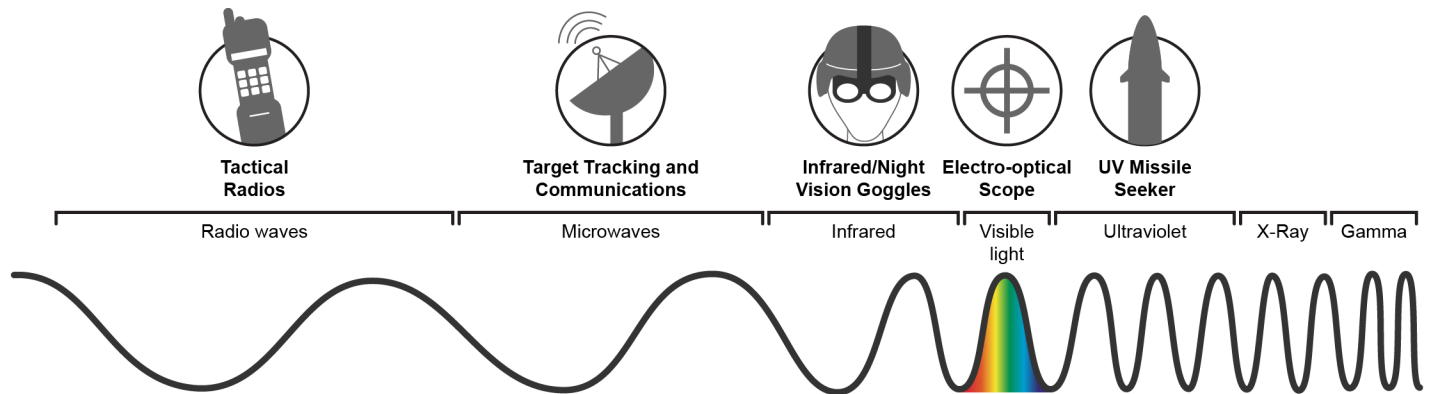 Tactical
Radios
Target Tracking and
Communications
Infrared/Night
Vision Goggles
Electro-optical
Scope
UV Missile
Seeker
Radio waves
Microwaves
Infrared
Visible
light
Ultraviolet
X-Ray
Gamma